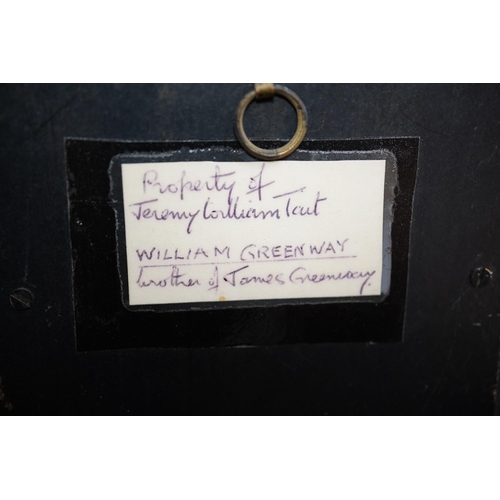 Property of
Jeremy William Tait
WILLIAM GREENWAY
brother of James Greenway